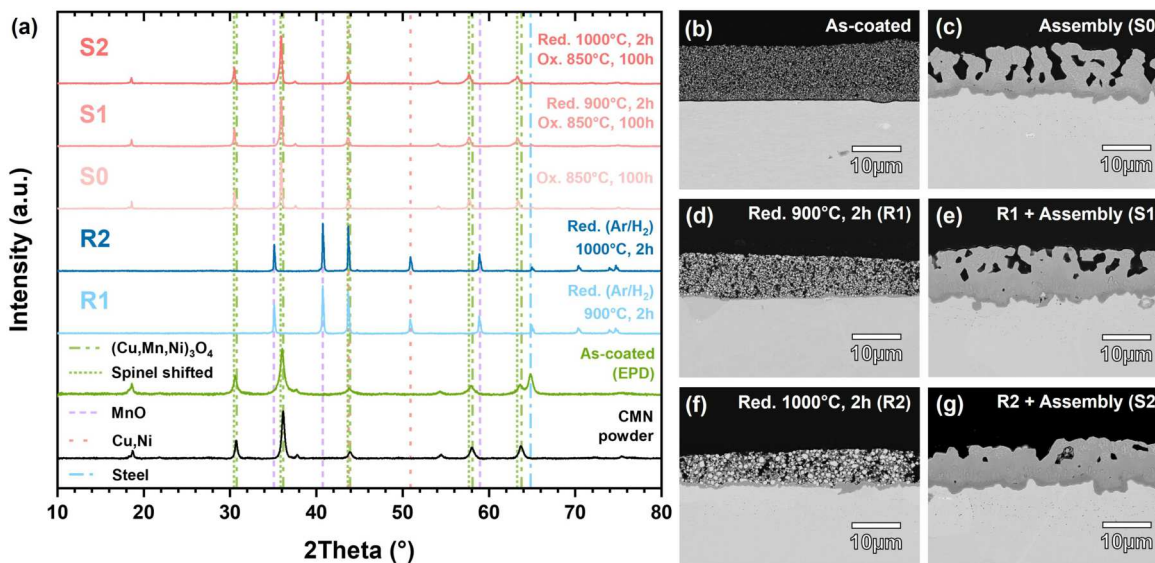 (a)
S2
Red. 1000°C, 2h
Ox. 850°C, 100h
S1
Red. 900°C, 2h
Ox. 850°C, 100h
S0
Ox. 850°C, 100h
R2
Red. (Ar/H₂)
1000°C, 2h
R1
Red. (Ar/H₂)
900°C, 2h
(Cu,Mn,Ni)₃O₄
Spinel shifted
As-coated
(EPD)
MnO
Cu,Ni
Steel
CMN
powder
Intensity (a.u.)
10 20 30 40 50 60 70 80
2Theta (°)
(b) As-coated
10µm
(c) Assembly (S0
10µm
(d) Red. 900°C, 2h (R1)
10µm
(e) R1 + Assembly (S1
10µm
(f) Red. 1000°C, 2h (R2)
10µm
(g) R2 + Assembly (S2
10µm